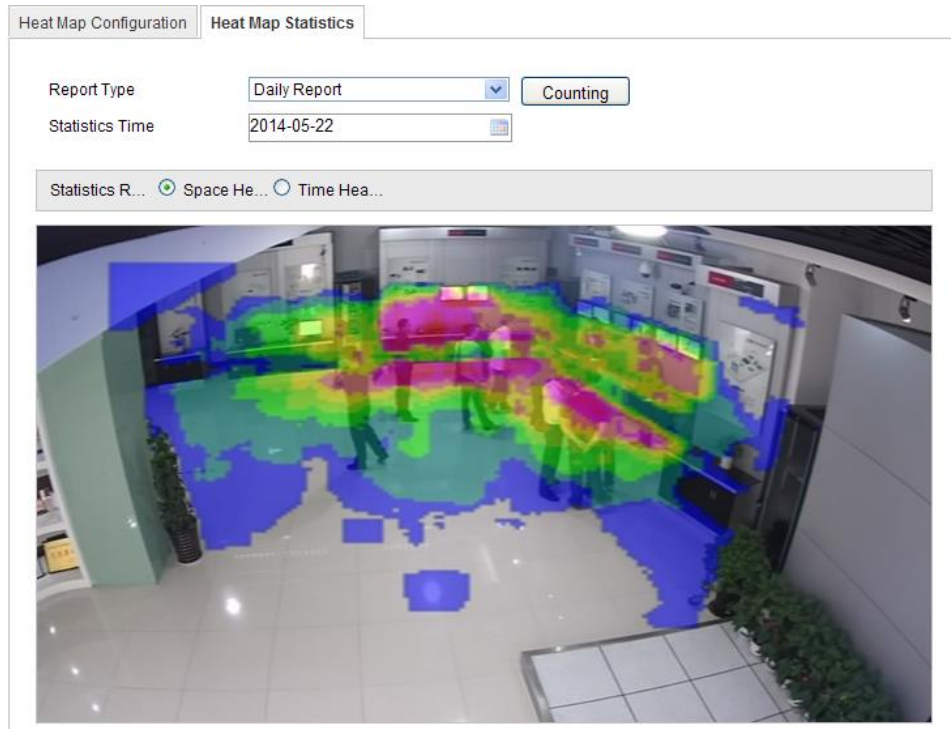 Heat Map Configuration Heat Map Statistics
Report Type Daily Report Counting
Statistics Time 2014-05-22
Statistics R... Space He... Time Hea...